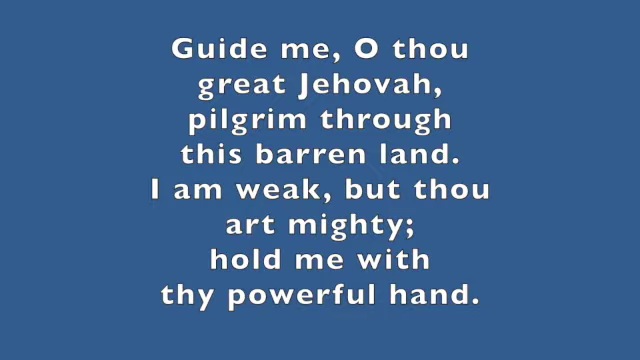 Guide me, O thou
great Jehovah,
pilgrim through
this barren land.
I am weak, but thou
art mighty;
hold me with
thy powerful hand.